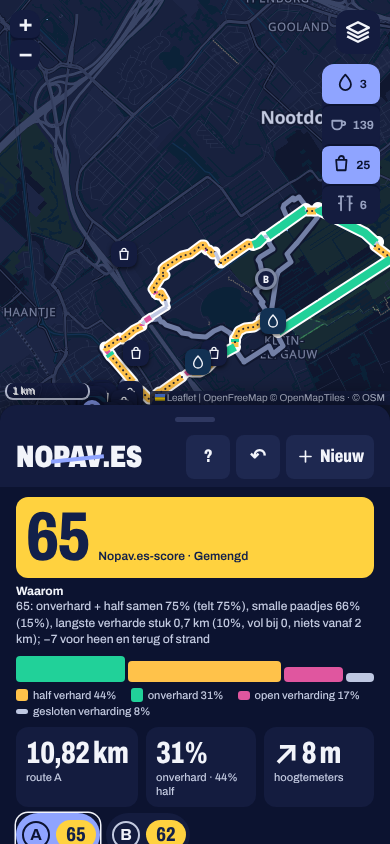 +
GOOLAND
−
3
Nootdo
139
25
6
B
HAANTJE
KLEIN-
EL GAUW
1 km
Leaflet | OpenFreeMap © OpenMapTiles · © OSM
NOPAV.ES
?
↶
+ Nieuw
65 Nopav.es-score · Gemengd
Waarom
65: onverhard + half samen 75% (telt 75%), smalle paadjes 66%
(15%), langste verharde stuk 0,7 km (10%, vol bij 0, niets vanaf 2
km); −7 voor heen en terug of strand
half verhard 44% onverhard 31% open verharding 17%
gesloten verharding 8%
10,82 km 31% ↗ 8 m
route A onverhard · 44% hoogtemeters
half
A 65 B 62